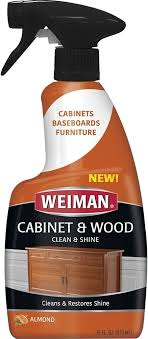 NEW!
CABINETS
BASEBOARDS
FURNITURE
WEIMAN®
CABINET & WOOD
CLEAN & SHINE
Cleans & Restores Shine
ALMOND